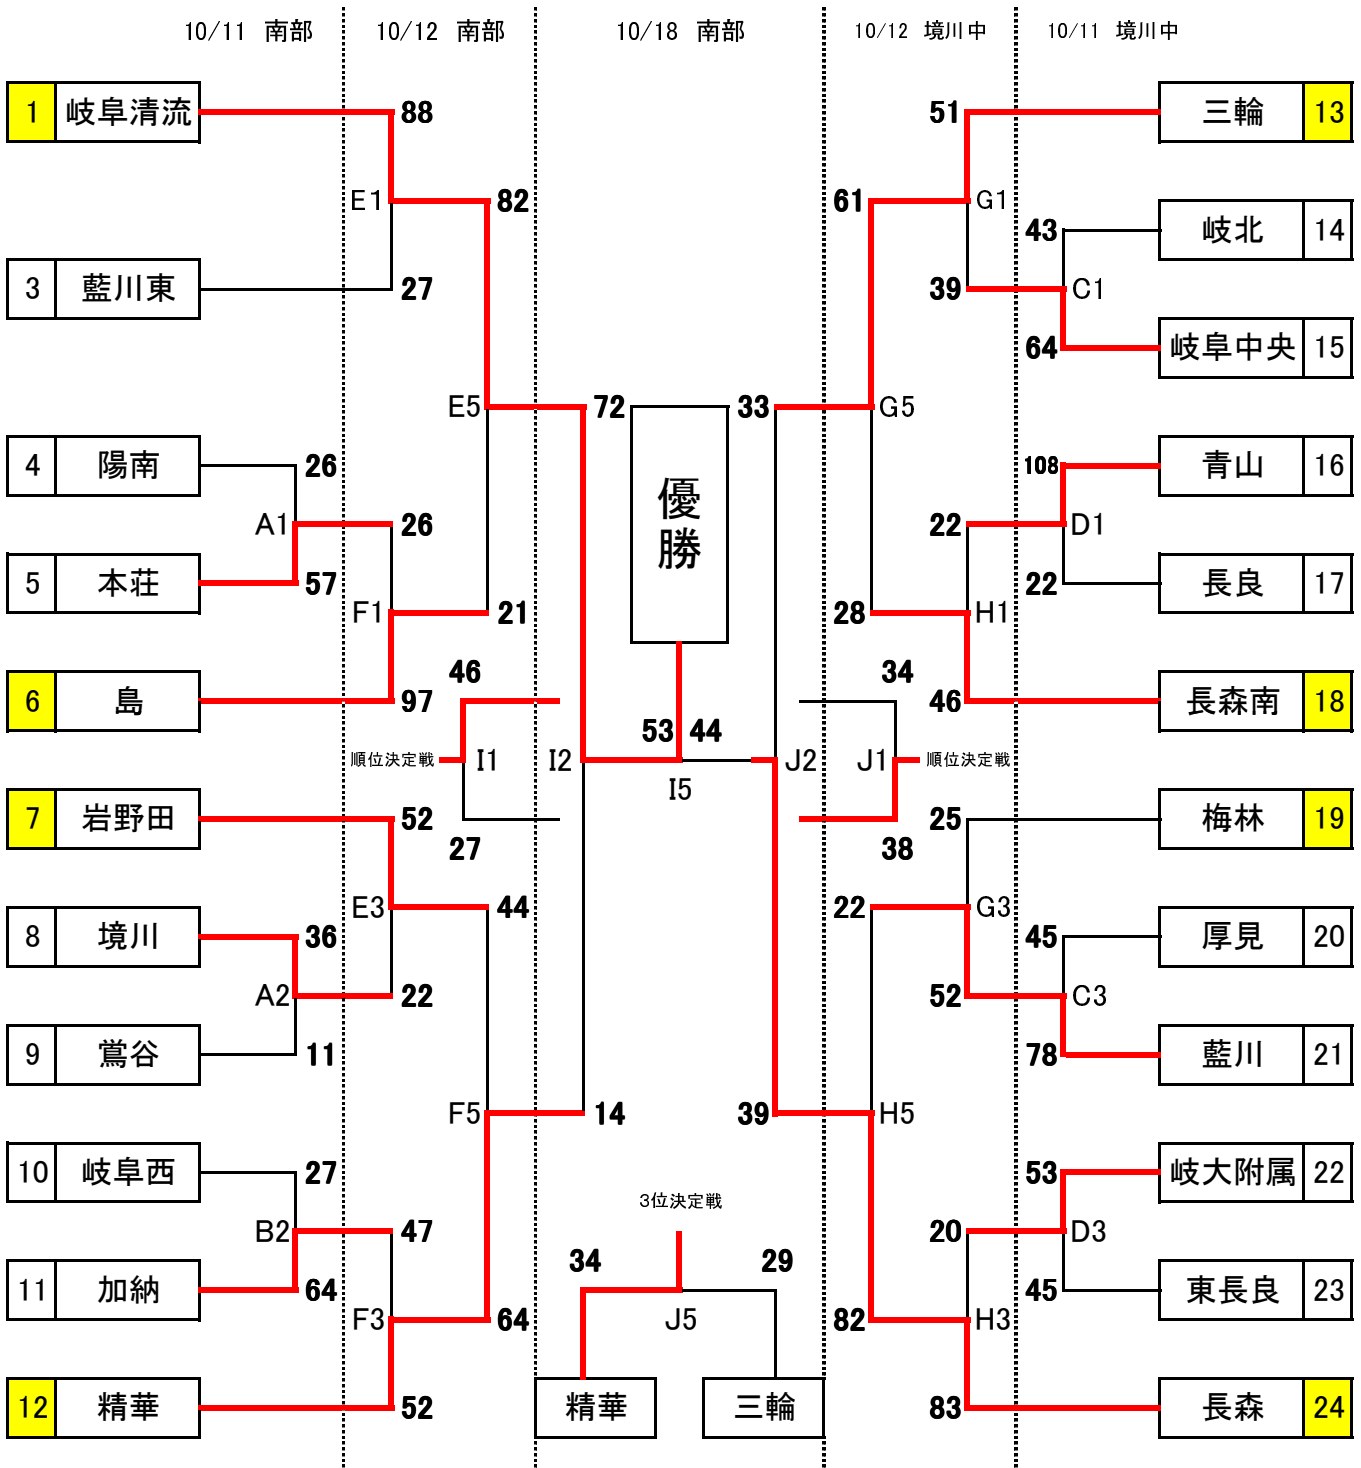 10/11 南部 10/12 南部 10/18 南部 10/12 境川中 10/11 境川中
1 岐阜清流 88 51 三輪 13
E1 82 61 G1
43 岐北 14
3 藍川東 27 39 C1
64 岐阜中央 15
E5 72 33 G5
4 陽南 26 108 青山 16
優勝
A1 26 22 D1
5 本荘 57 22 長良 17
F1 21 28 H1
46 34
6 島 97 46 長森南 18
53 44
順位決定戦 I1 I2 J2 J1 順位決定戦
I5
7 岩野田 52 25 梅林 19
27 38
E3 44 22 G3
8 境川 36 45 厚見 20
A2 22 52 C3
9 鶯谷 11 78 藍川 21
F5 14 39 H5
10 岐阜西 27 53 岐大附属 22
3位決定戦
B2 47 20 D3
34 29
11 加納 64 45 東長良 23
F3 64 J5 82 H3
12 精華 52 精華 三輪 83 長森 24